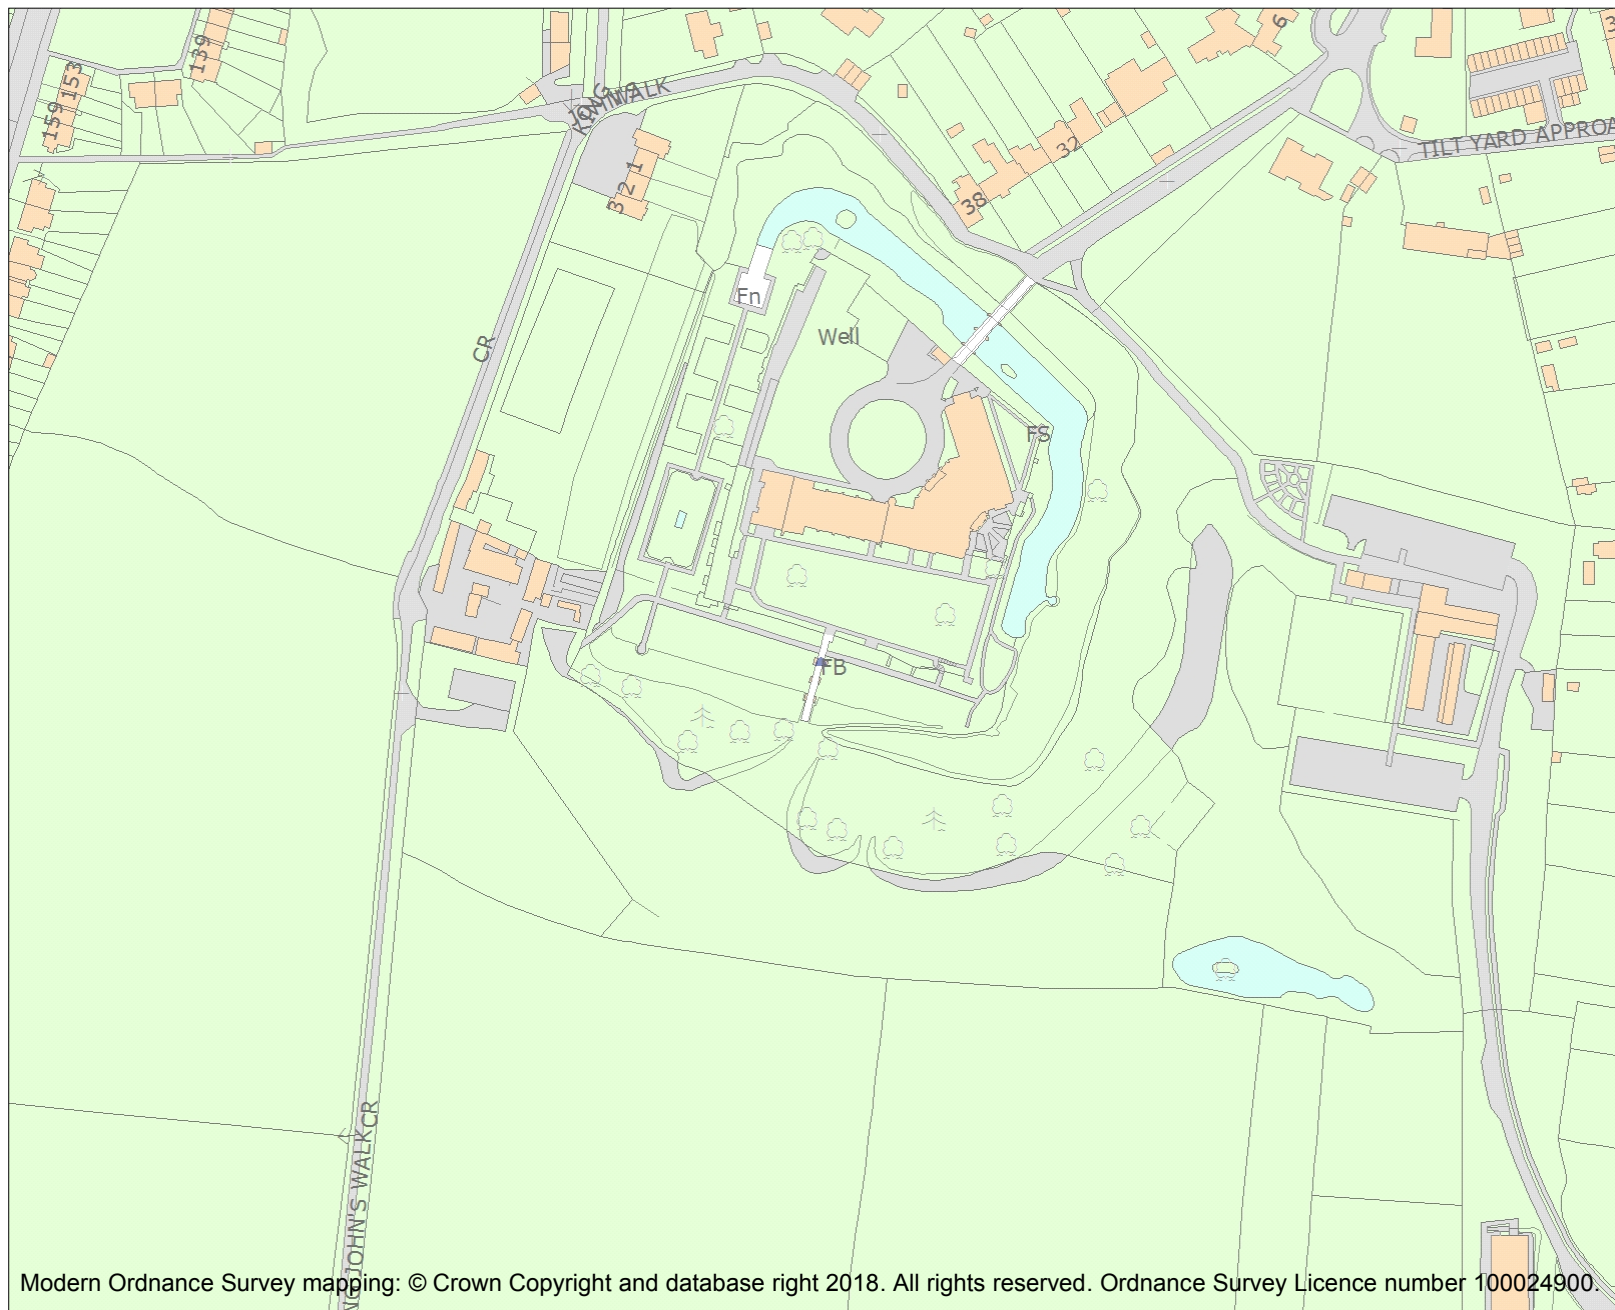 6
139
153
159
WALK
32
TILT YARD APPROA
3 2 1
38
Fn
Well
CR
FS
FB
CR
JOHN'S WALK
Modern Ordnance Survey mapping: © Crown Copyright and database right 2018. All rights reserved. Ordnance Survey Licence number 100024900.